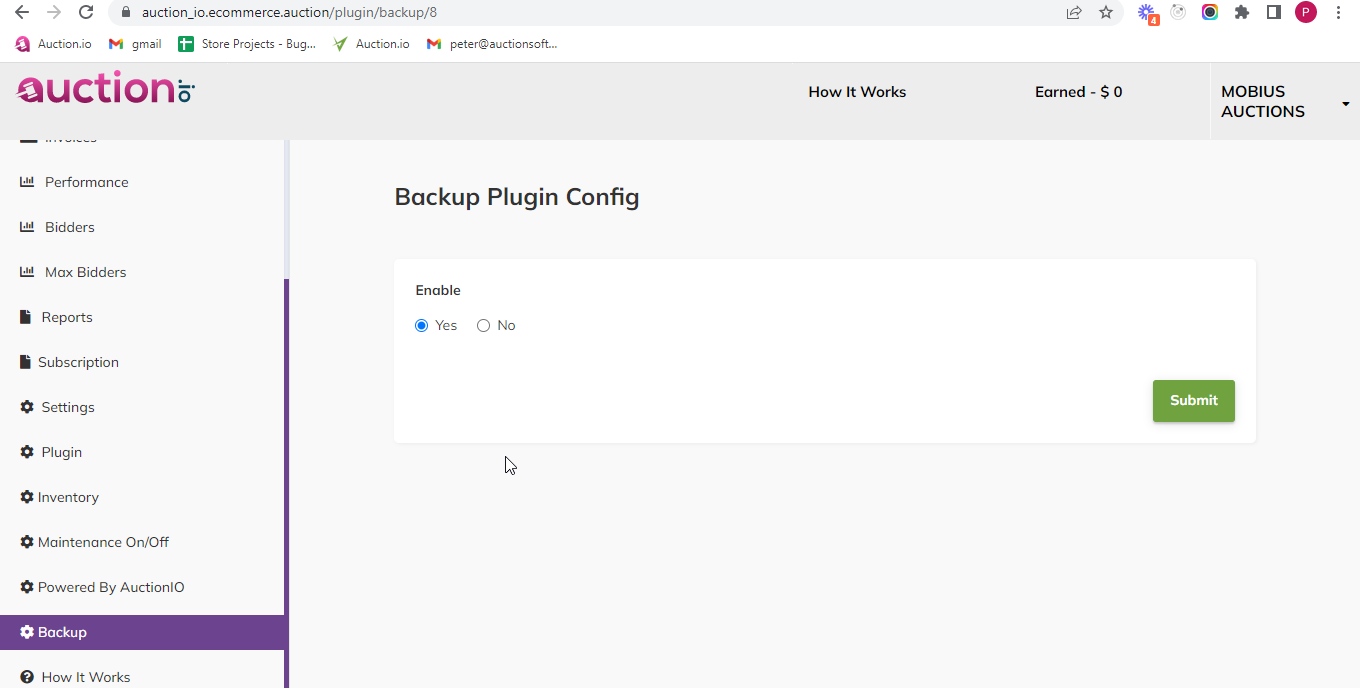 auction_io.ecommerce.auction/plugin/backup/8
4
P
Auction.io
gmail
Store Projects - Bug...
Auction.io
peter@auctionsoft...
auction io
How It Works
Earned - $ 0
MOBIUS
AUCTIONS
Invoices
Performance
Bidders
Max Bidders
Reports
Subscription
Settings
Plugin
Inventory
Maintenance On/Off
Powered By AuctionIO
Backup
How It Works
Backup Plugin Config
Enable
Yes No
Submit